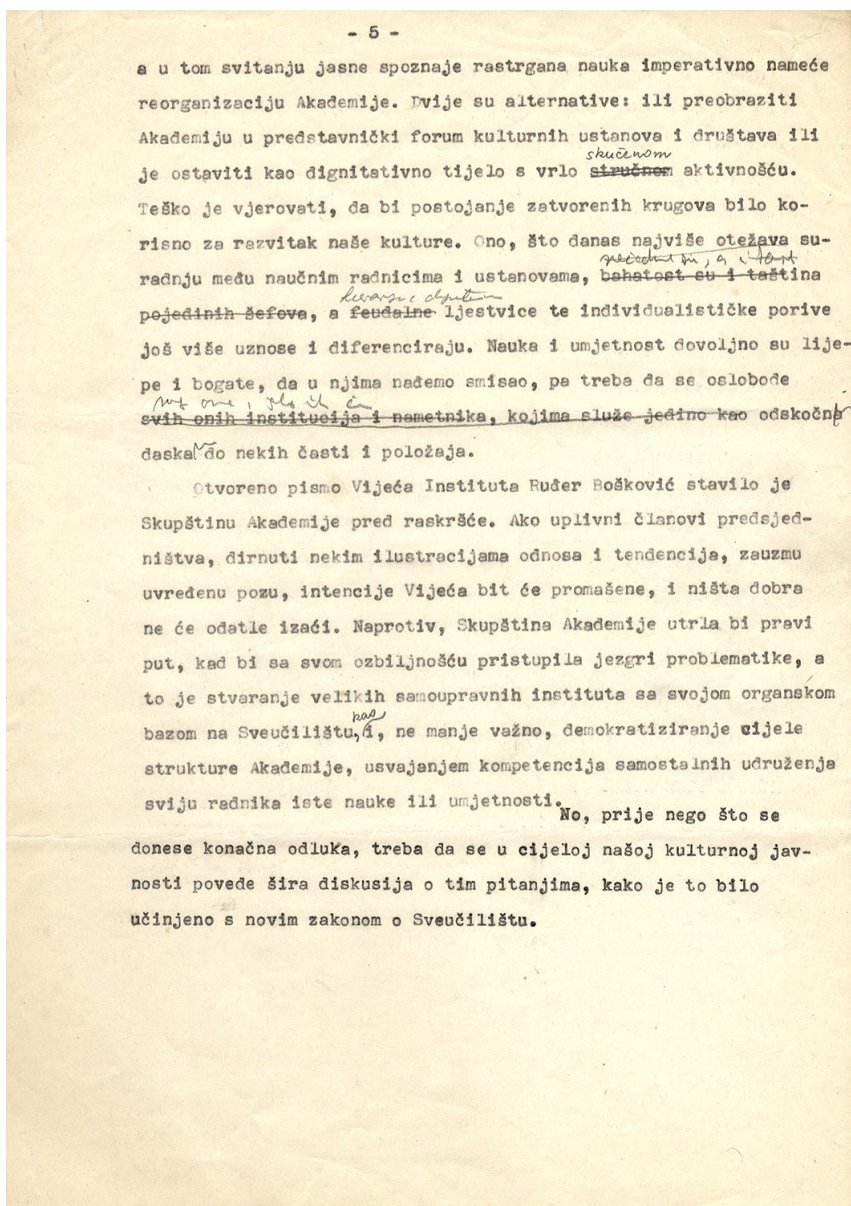 - 5 -
a u tom svitanju jasne spoznaje rastrgana nauka imperativno nameće
reorganizaciju Akademije. Dvije su alternative: ili preobraziti
Akademiju u predstavnički forum kulturnih ustanova i društava ili
skučenom
je ostaviti kao dignitativno tijelo s vrlo stručnom aktivnošću.
Teško je vjerovati, da bi postojanje zatvorenih krugova bilo ko-
risno za razvitak naše kulture. Ono, što danas najviše otežava su-
radnju među naučnim radnicima i ustanovama, bahatost su i taština
pojedinih šefova, a feudalne ljestvice te individualističke porive
još više uznose i diferenciraju. Nauka i umjetnost dovoljno su lije-
pe i bogate, da u njima nađemo smisao, pa treba da se oslobode
svih onih institucija i nametnika, kojima služe jedino kao odskočna
daska do nekih časti i položaja.
Otvoreno pismo Vijeća Instituta Ruđer Bošković stavilo je
Skupštinu Akademije pred raskršće. Ako uplivni članovi predsjed-
ništva, dirnuti nekim ilustracijama odnosa i tendencija, zauzmu
uvređenu pozu, intencije Vijeća bit će promašene, i ništa dobra
ne će odatle izaći. Naprotiv, Skupština Akademije utrla bi pravi
put, kad bi sa svom ozbiljnošću pristupila jezgri problematike, a
to je stvaranje velikih samoupravnih instituta sa svojom organskom
kao
bazom na Sveučilištu, i, ne manje važno, demokratiziranje cijele
strukture Akademije, usvajanjem kompetencija samostalnih udruženja
sviju radnika iste nauke ili umjetnosti.
No, prije nego što se
donese konačna odluka, treba da se u cijeloj našoj kulturnoj jav-
nosti povede šira diskusija o tim pitanjima, kako je to bilo
učinjeno s novim zakonom o Sveučilištu.